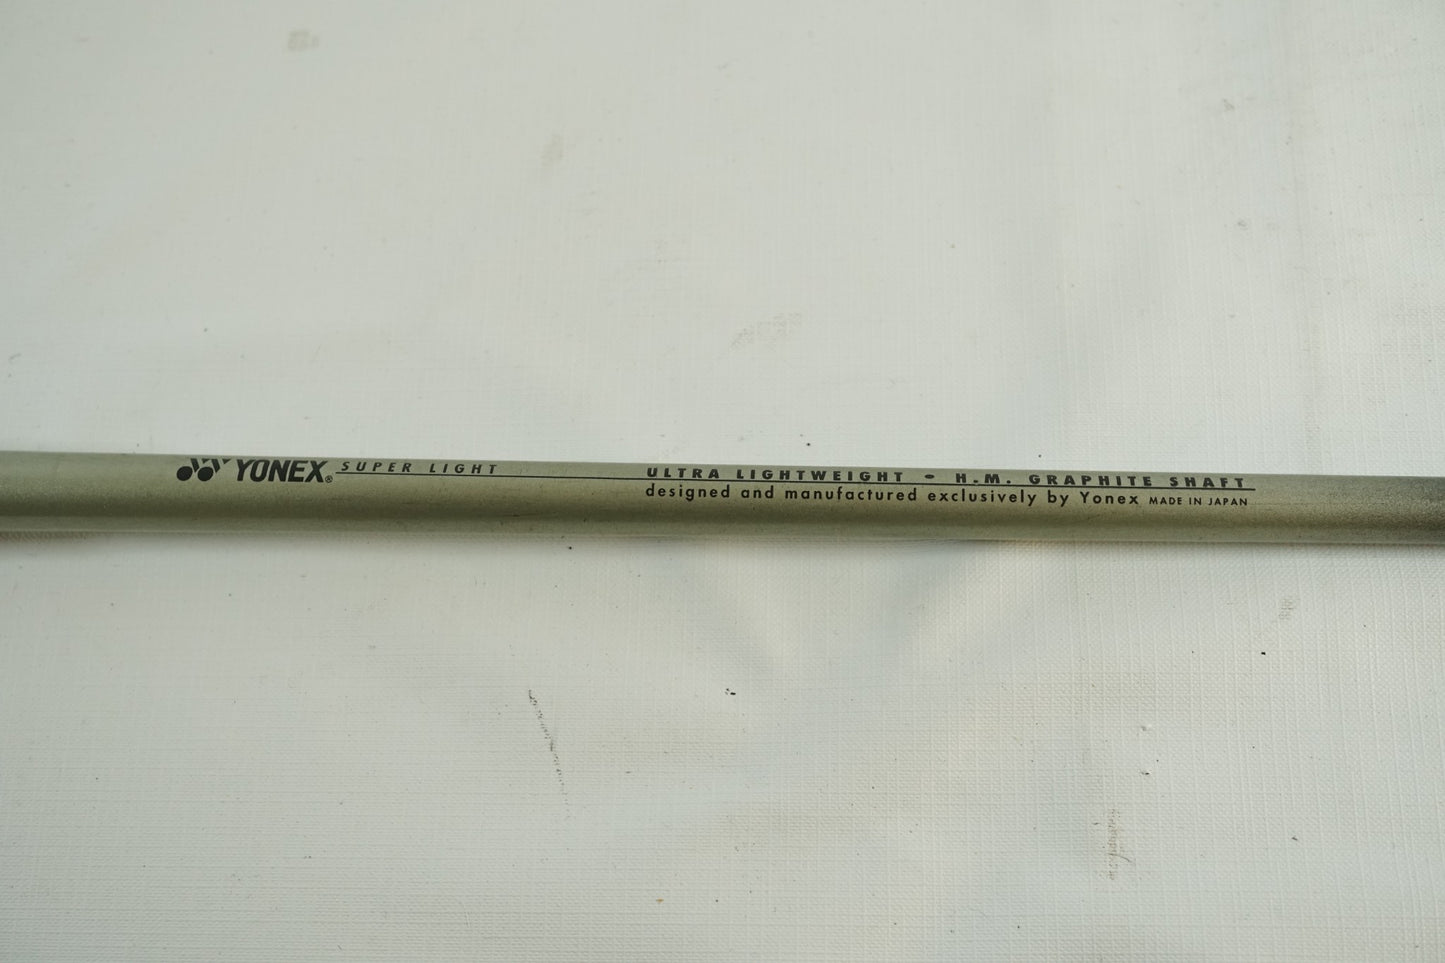 YONEX® SUPER LIGHT
ULTRA LIGHTWEIGHT - H.M. GRAPHITE SHAFT
designed and manufactured exclusively by Yonex MADE IN JAPAN